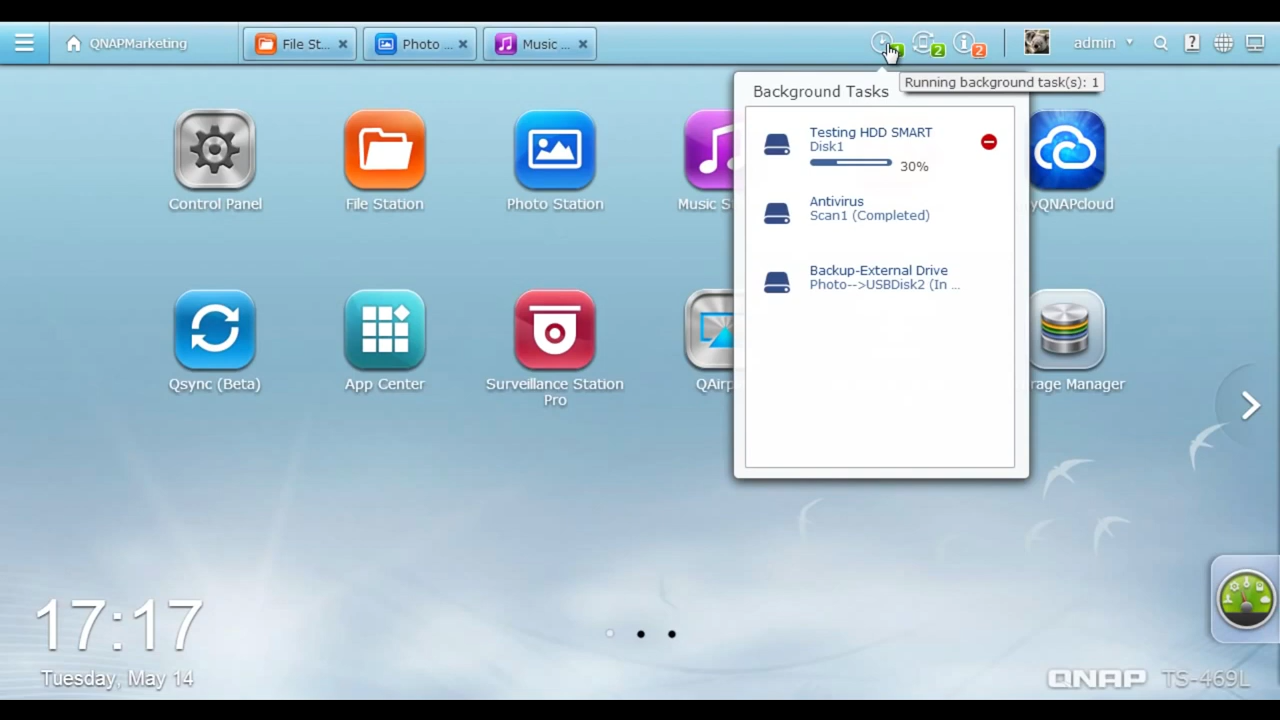 QNAPMarketing
File St...
Photo ...
Music ...
2
2
admin
?
Running background task(s): 1
Background Tasks
Testing HDD SMART
Disk1
30%
Antivirus
Scan1 (Completed)
Backup-External Drive
Photo-->USBDisk2 (In ...
Control Panel
File Station
Photo Station
Music S
yQNAPcloud
Qsync (Beta)
App Center
Surveillance Station
Pro
QAirp
rage Manager
17:17
Tuesday, May 14
QNAP TS-469L